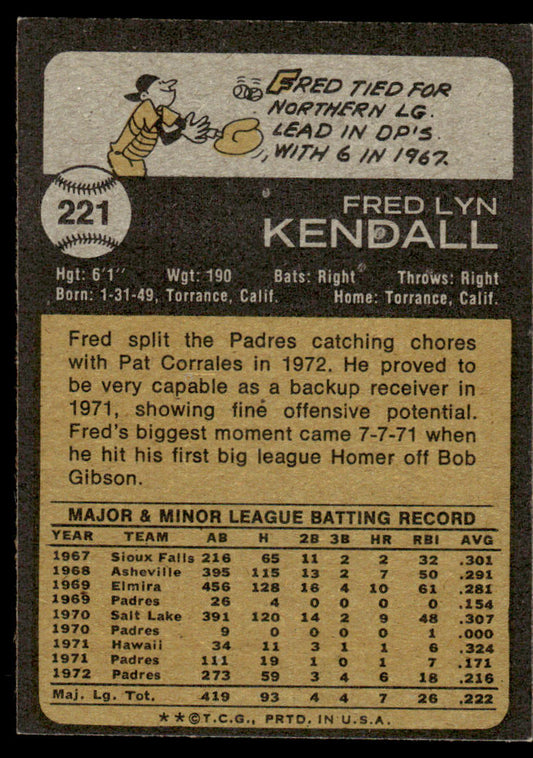 FRED TIED FOR
NORTHERN LG.
LEAD IN DP'S
WITH 6 IN 1967.
221
FRED LYN
KENDALL
Hgt: 6'1" Wgt: 190 Bats: Right Throws: Right
Born: 1-31-49, Torrance, Calif. Home: Torrance, Calif.
Fred split the Padres catching chores
with Pat Corrales in 1972. He proved to
be very capable as a backup receiver in
1971, showing fine offensive potential.
Fred's biggest moment came 7-7-71 when
he hit his first big league Homer off Bob
Gibson.
MAJOR & MINOR LEAGUE BATTING RECORD
YEAR TEAM AB H 2B 3B HR RBI AVG
1967 Sioux Falls 216 65 11 2 2 32 .301
1968 Asheville 395 115 13 2 7 50 .291
1969 Elmira 456 128 16 4 10 61 .281
1969 Padres 26 4 0 0 0 0 .154
1970 Salt Lake 391 120 14 2 9 48 .307
1970 Padres 9 0 0 0 0 1 .000
1971 Hawaii 34 11 3 1 1 6 .324
1971 Padres 111 19 1 0 1 7 .171
1972 Padres 273 59 3 4 6 18 .216
Maj. Lg. Tot. 419 93 4 4 7 26 .222
**©T.C.G., PRTD. IN U.S.A.